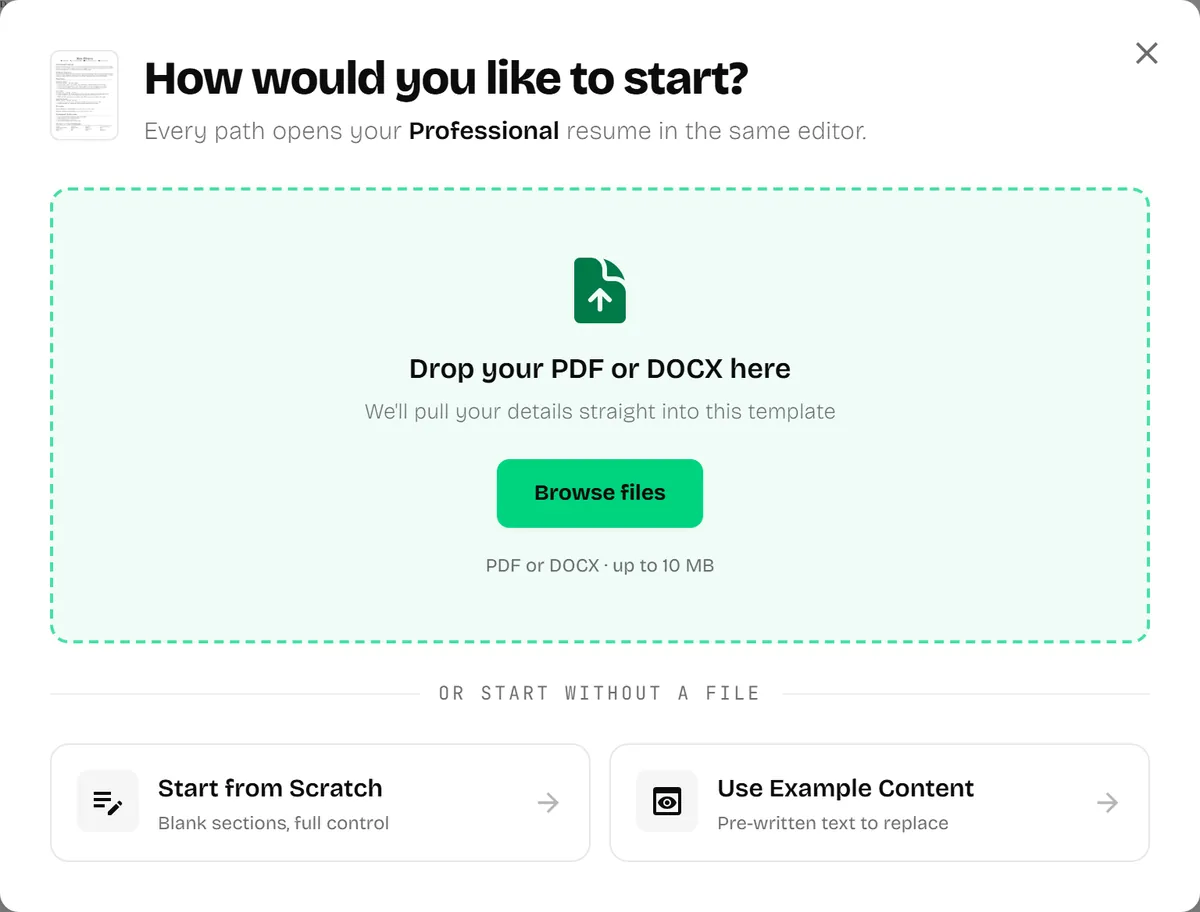 How would you like to start?
Every path opens your Professional resume in the same editor.
Drop your PDF or DOCX here
We'll pull your details straight into this template
Browse files
PDF or DOCX · up to 10 MB
OR START WITHOUT A FILE
Start from Scratch
Blank sections, full control
Use Example Content
Pre-written text to replace